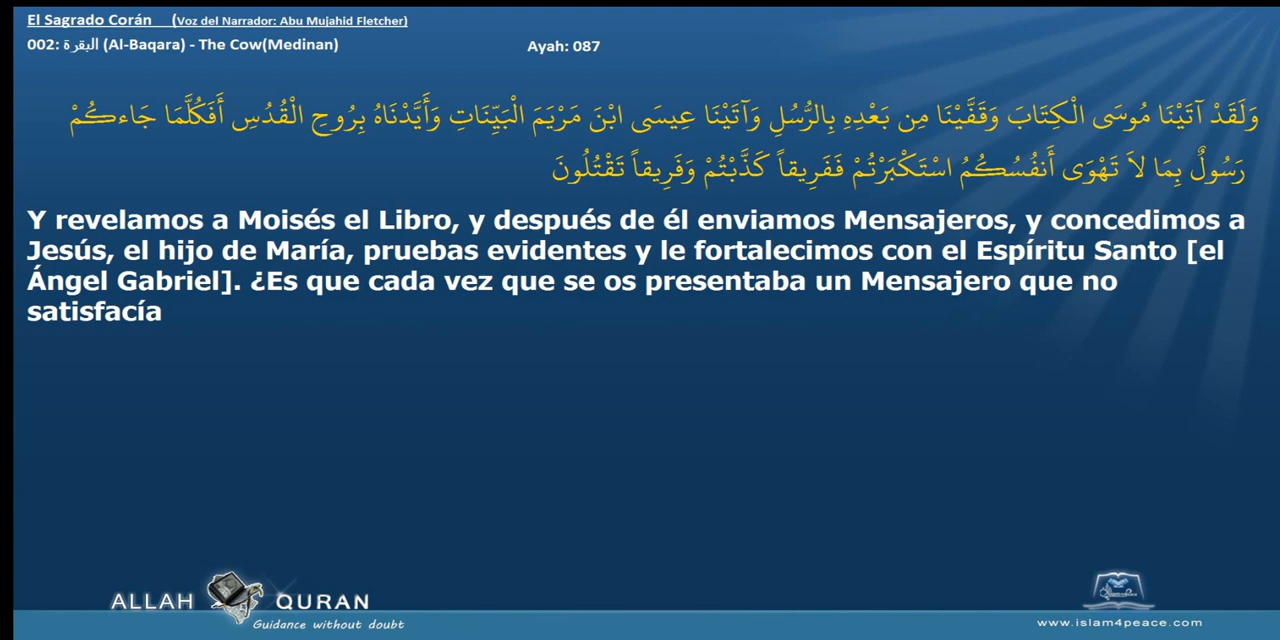 El Sagrado Corán (Voz del Narrador: Abu Mujahid Fletcher)
002: البقرة (Al-Baqara) - The Cow(Medinan) Ayah: 087
وَلَقَدْ آتَيْنَا مُوسَى الْكِتَابَ وَقَفَّيْنَا مِن بَعْدِهِ بِالرُّسُلِ وَآتَيْنَا عِيسَى ابْنَ مَرْيَمَ الْبَيِّنَاتِ وَأَيَّدْنَاهُ بِرُوحِ الْقُدُسِ أَفَكُلَّمَا جَاءكُمْ
رَسُولٌ بِمَا لاَ تَهْوَى أَنفُسُكُمُ اسْتَكْبَرْتُمْ فَفَرِيقاً كَذَّبْتُمْ وَفَرِيقاً تَقْتُلُونَ
Y revelamos a Moisés el Libro, y después de él enviamos Mensajeros, y concedimos a
Jesús, el hijo de María, pruebas evidentes y le fortalecimos con el Espíritu Santo [el
Ángel Gabriel]. ¿Es que cada vez que se os presentaba un Mensajero que no
satisfacía
ALLAH QURAN
Guidance without doubt
www.islam4peace.com